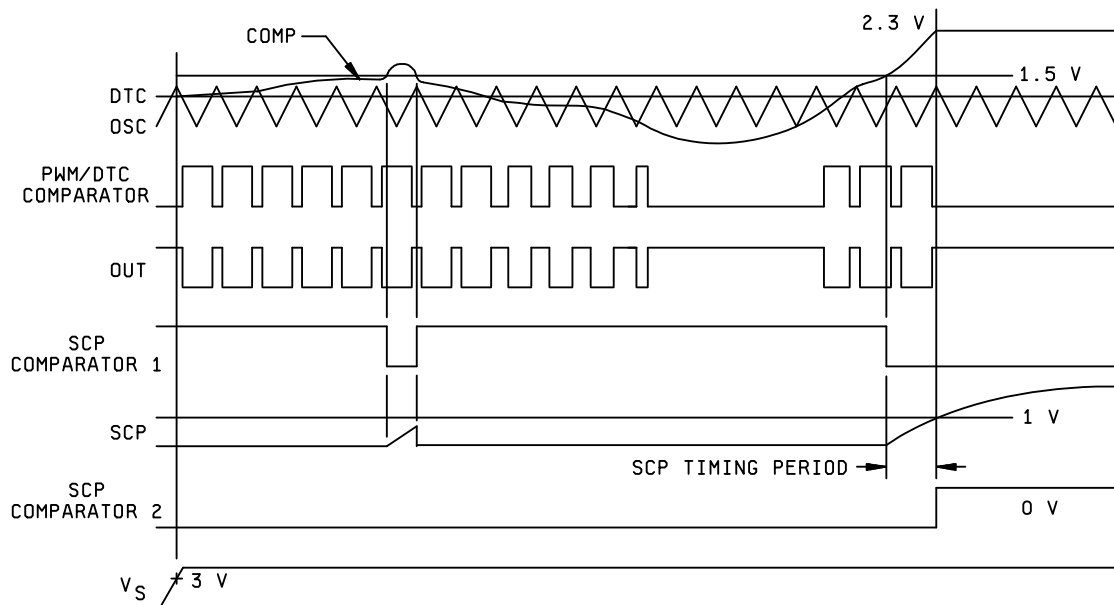 2.3 V
COMP
1.5 V
DTC
OSC
PWM/DTC
COMPARATOR
OUT
SCP
COMPARATOR 1
1 V
SCP
SCP TIMING PERIOD
SCP
COMPARATOR 2
0 V
VS
3 V